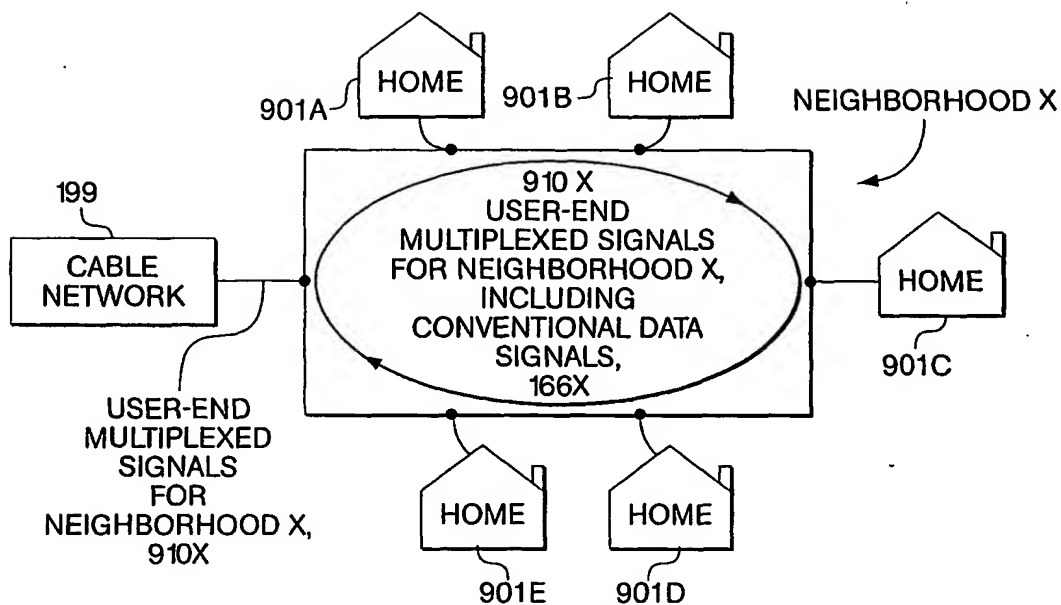 HOME
HOME
901A
901B
NEIGHBORHOOD X
199
CABLE
NETWORK
910 X
USER-END
MULTIPLEXED SIGNALS
FOR NEIGHBORHOOD X,
INCLUDING
CONVENTIONAL DATA
SIGNALS,
166X
HOME
901C
USER-END
MULTIPLEXED
SIGNALS
FOR
NEIGHBORHOOD X,
910X
HOME
HOME
901E
901D